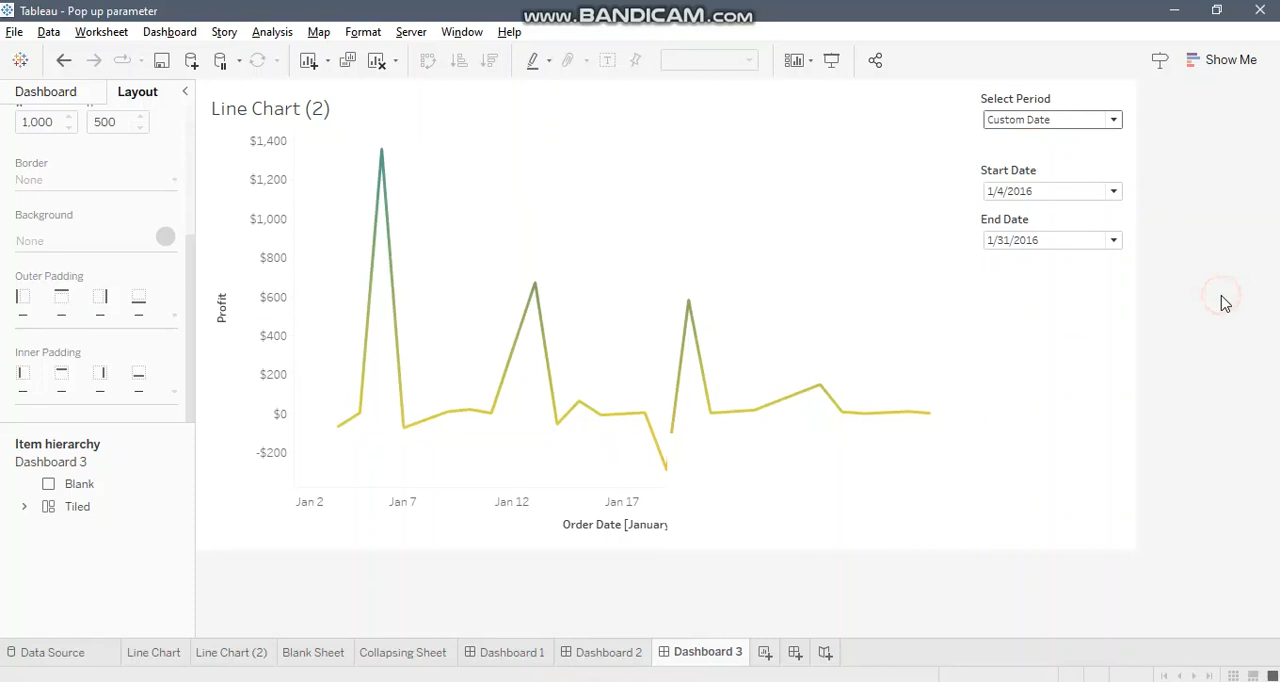 Tableau - Pop up parameter
www.BANDICAM.com
File Data Worksheet Dashboard Story Analysis Map Format Server Window Help
Show Me
Dashboard Layout
1,000 500
Border
None
Background
None
Outer Padding
Inner Padding
Item hierarchy
Dashboard 3
Blank
Tiled
Line Chart (2)
$1,400
$1,200
$1,000
$800
$600
$400
$200
$0
-$200
Profit
Jan 2 Jan 7 Jan 12 Jan 17
Order Date [January
Select Period
Custom Date
Start Date
1/4/2016
End Date
1/31/2016
Data Source Line Chart Line Chart (2) Blank Sheet Collapsing Sheet Dashboard 1 Dashboard 2 Dashboard 3